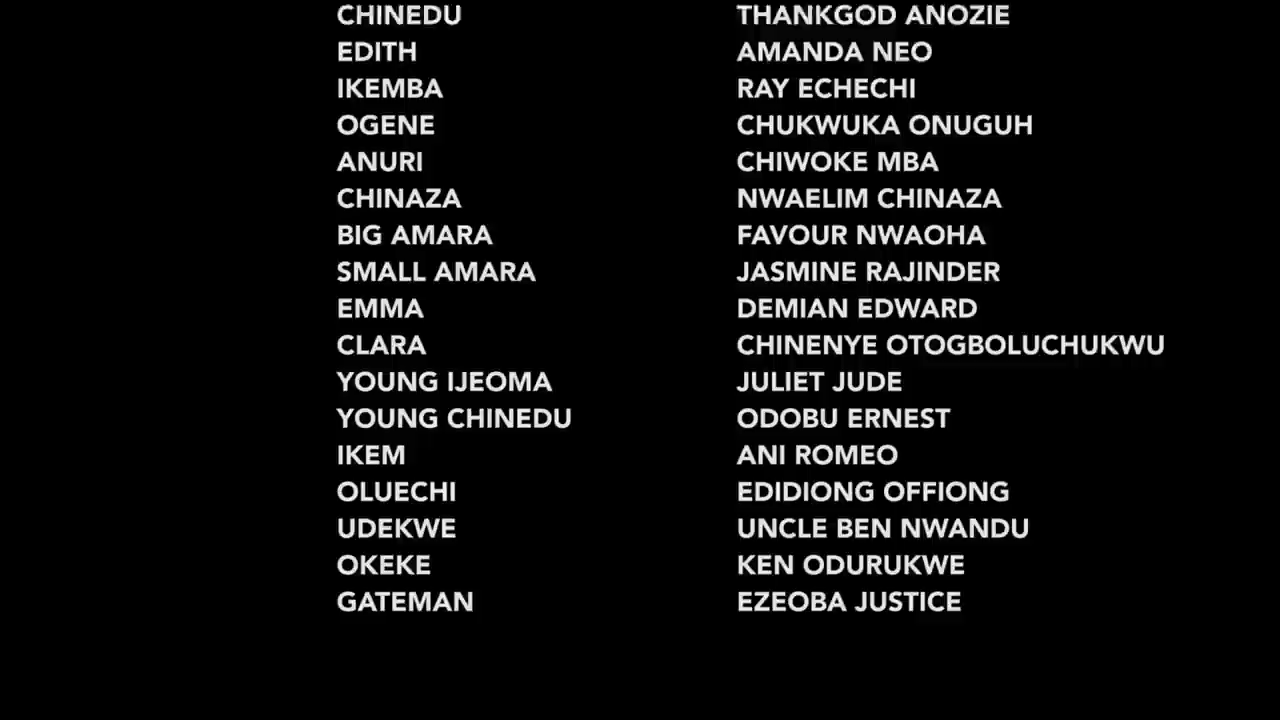 CHINEDU THANKGOD ANOZIE
EDITH AMANDA NEO
IKEMBA RAY ECHECHI
OGENE CHUKWUKA ONUGUH
ANURI CHIWOKE MBA
CHINAZA NWAELIM CHINAZA
BIG AMARA FAVOUR NWAOHA
SMALL AMARA JASMINE RAJINDER
EMMA DEMIAN EDWARD
CLARA CHINENYE OTOGBOLUCHUKWU
YOUNG IJEOMA JULIET JUDE
YOUNG CHINEDU ODOBU ERNEST
IKEM ANI ROMEO
OLUECHI EDIDIONG OFFIONG
UDEKWE UNCLE BEN NWANDU
OKEKE KEN ODURUKWE
GATEMAN EZEOBA JUSTICE